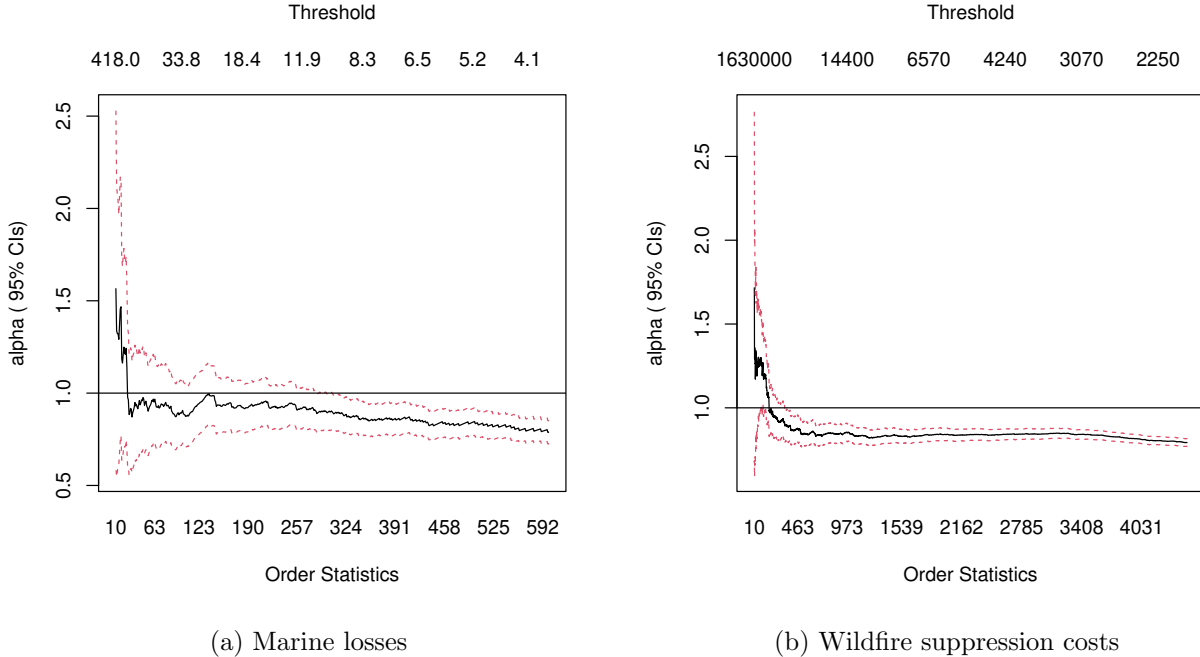 Threshold
418.0 33.8 18.4 11.9 8.3 6.5 5.2 4.1
alpha ( 95% CIs)
2.5
2.0
1.5
1.0
0.5
10 63 123 190 257 324 391 458 525 592
Order Statistics
(a) Marine losses
Threshold
1630000 14400 6570 4240 3070 2250
alpha ( 95% CIs)
2.5
2.0
1.5
1.0
10 463 973 1539 2162 2785 3408 4031
Order Statistics
(b) Wildfire suppression costs